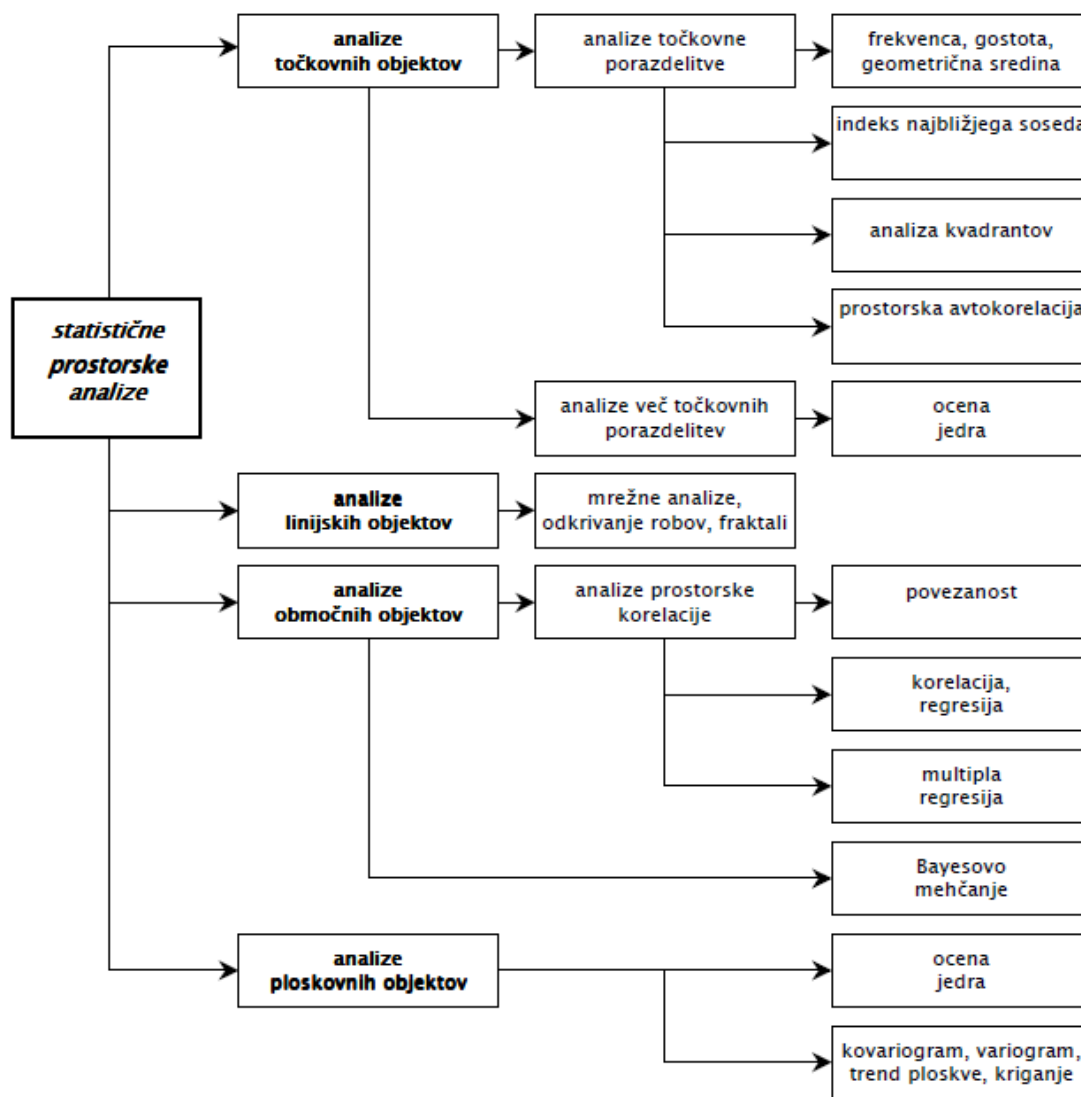 analize
točkovnih objektov
analize točkovne
porazdelitve
frekvenca, gostota,
geometrična sredina
indeks najbližjega soseda
analiza kvadrantov
prostorska avtokorelacija
statistične
prostorske
analize
analize več točkovnih
porazdelitev
ocena
jedra
analize
linijskih objektov
mrežne analize,
odkrivanje robov, fraktali
analize
območnih objektov
analize prostorske
korelacije
povezanost
korelacija,
regresija
multipla
regresija
Bayesovo
mehčanje
analize
ploskovnih objektov
ocena
jedra
kovariogram, variogram,
trend ploskve, kriganje